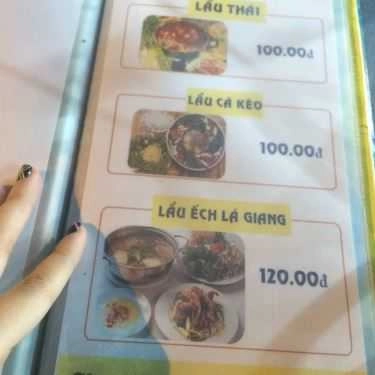 LẨU THÁI
100.00đ
LẨU CÁ KÈO
100.00đ
LẨU ẾCH LÁ GIANG
120.00đ